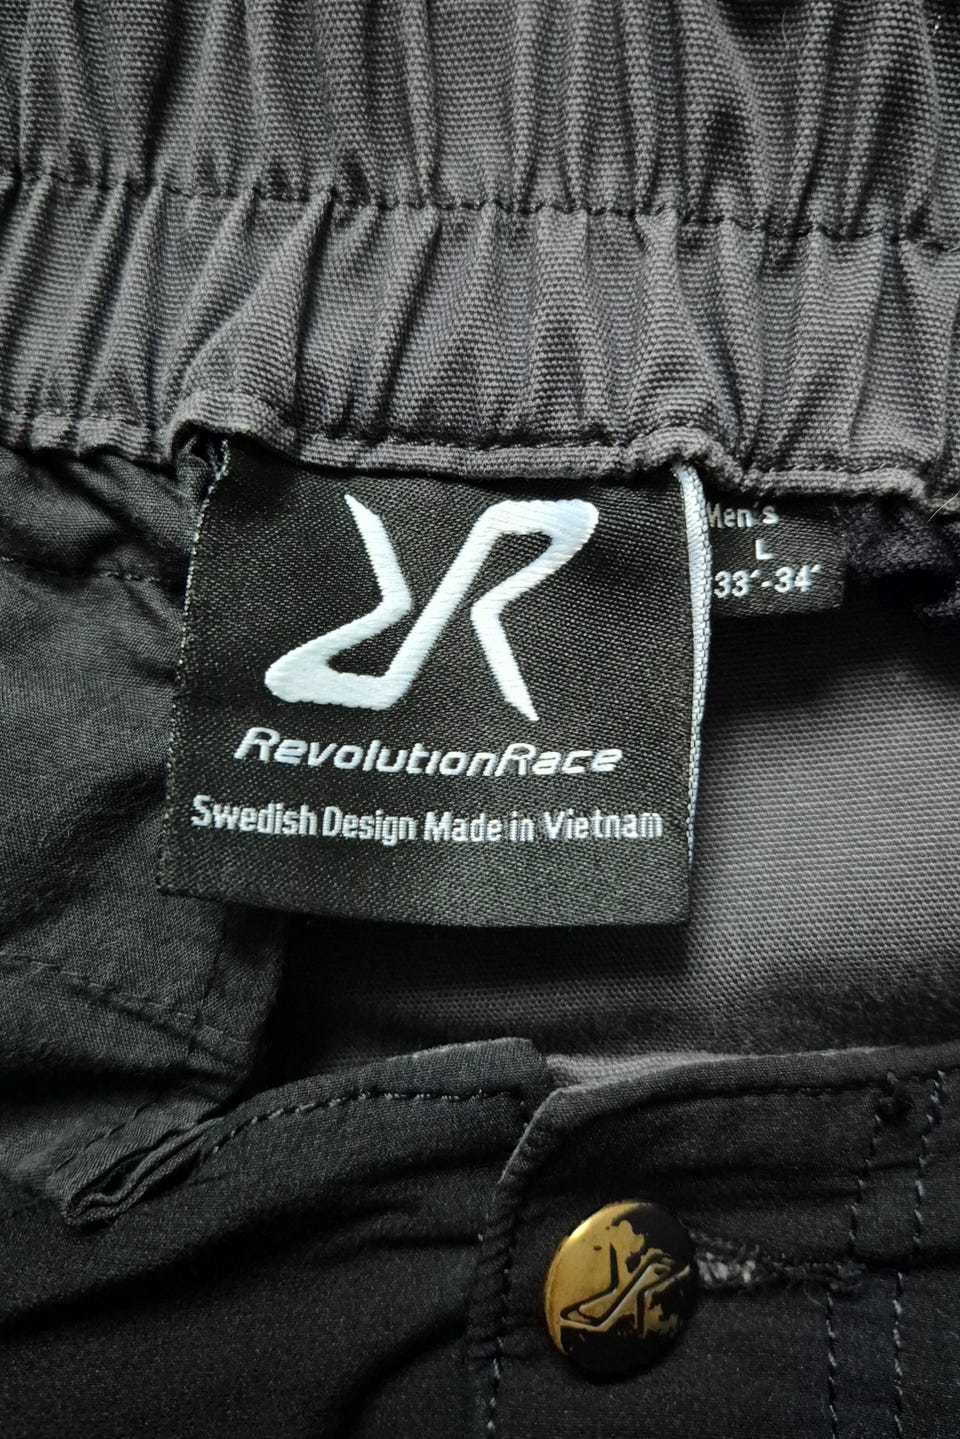 RevolutionRace
Swedish Design Made in Vietnam
Men's
L
33"-34"